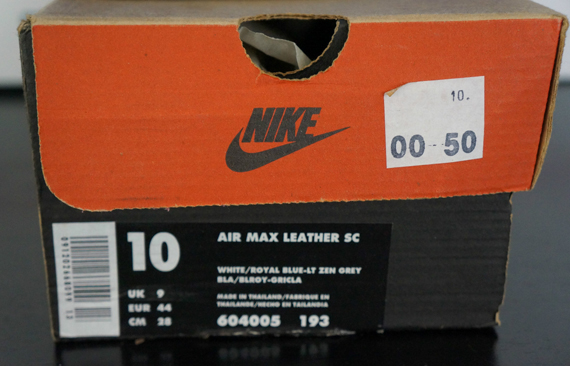 NIKE
10.
00-50
10
AIR MAX LEATHER SC
WHITE/ROYAL BLUE-LT ZEN GREY
BLA/BLROY-GRICLA
UK 9
EUR 44
CM 28
MADE IN THAILAND/FABRIQUE EN
THAILANDE/HECHO EN TAILANDIA
604005 193